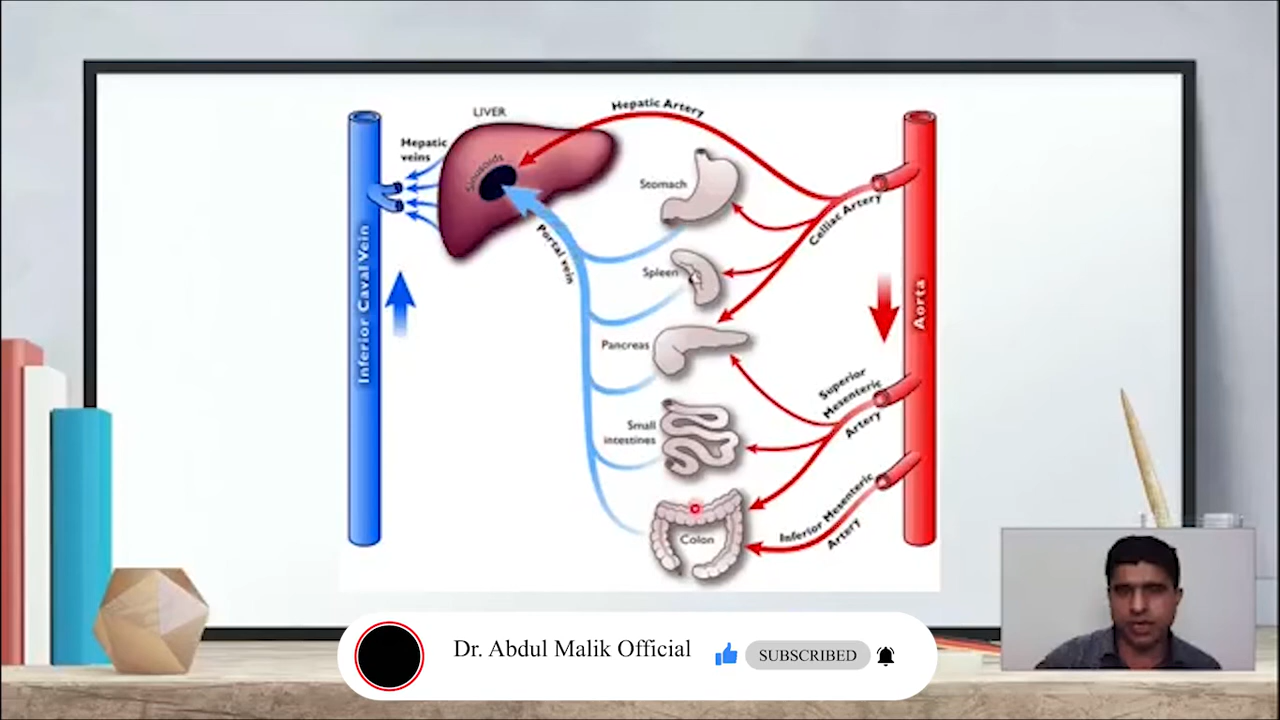 LIVER
Hepatic Artery
Hepatic
veins
Sinusoids
Stomach
Celliac Artery
Portal vein
Spleen
Inferior Caval Vein
Aorta
Pancreas
Superior
Mesenteric
Artery
Small
intestines
Inferior Mesenteric
Artery
Colon
Dr. Abdul Malik Official
SUBSCRIBED